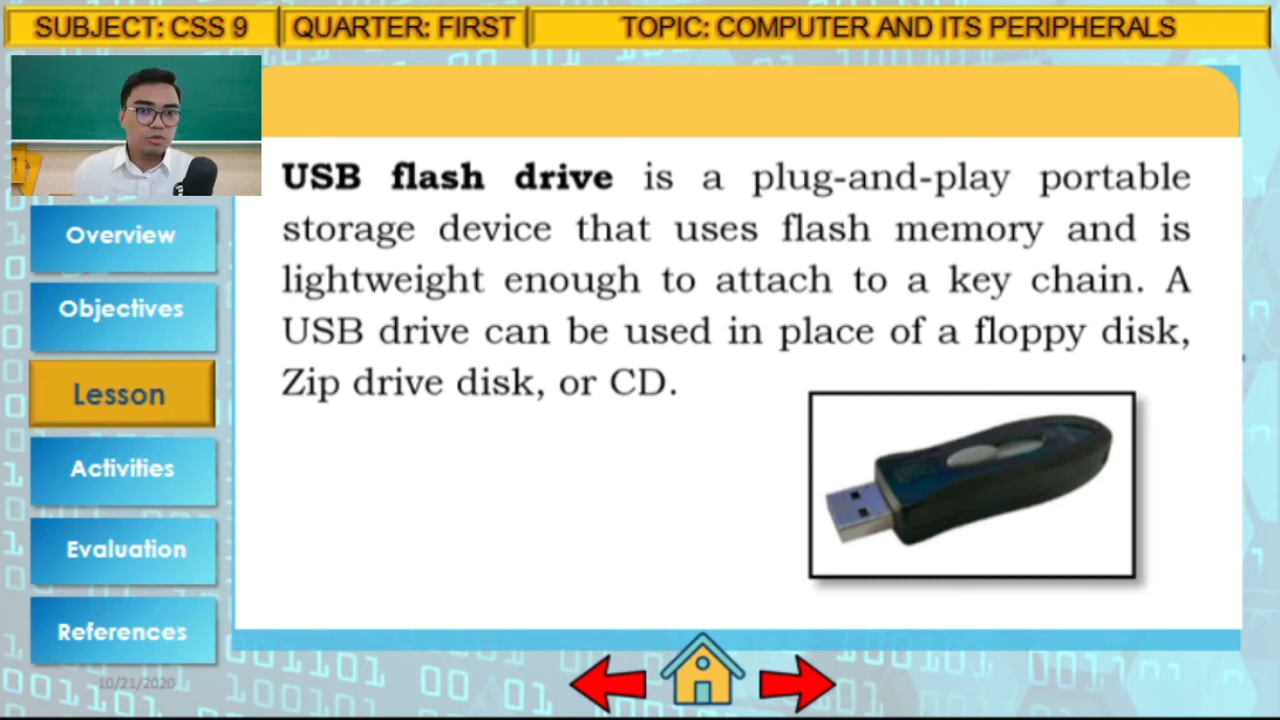 SUBJECT: CSS 9
QUARTER: FIRST
TOPIC: COMPUTER AND ITS PERIPHERALS
USB flash drive is a plug-and-play portable
storage device that uses flash memory and is
lightweight enough to attach to a key chain. A
USB drive can be used in place of a floppy disk,
Zip drive disk, or CD.
Overview
Objectives
Lesson
Activities
Evaluation
References
10/21/2020